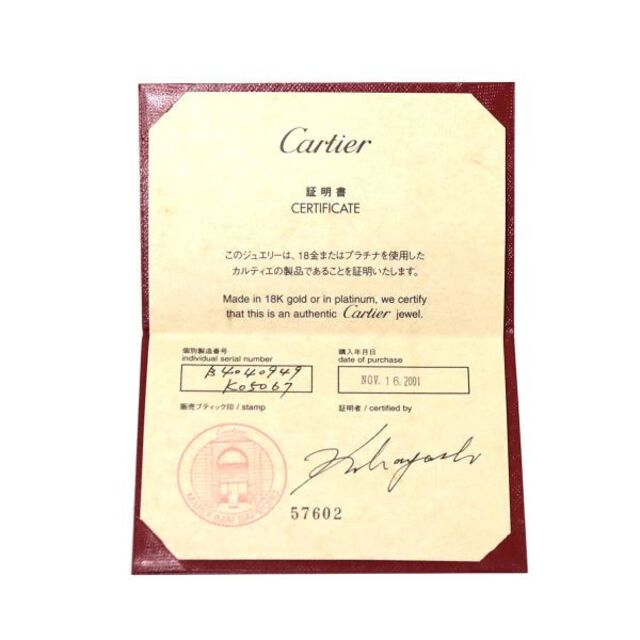 Cartier
証明書
CERTIFICATE
このジュエリーは、18金またはプラチナを使用した
カルティエの製品であることを証明いたします。
Made in 18K gold or in platinum, we certify
that this is an authentic Cartier jewel.
個別製造番号
individual serial number
B4040949
K05067
購入年月日
date of purchase
NOV. 16.2001
販売ブティック印 / stamp
証明者 / certified by
Cartier
MARUI IMAI SAPPORO
Kobayashi
57602